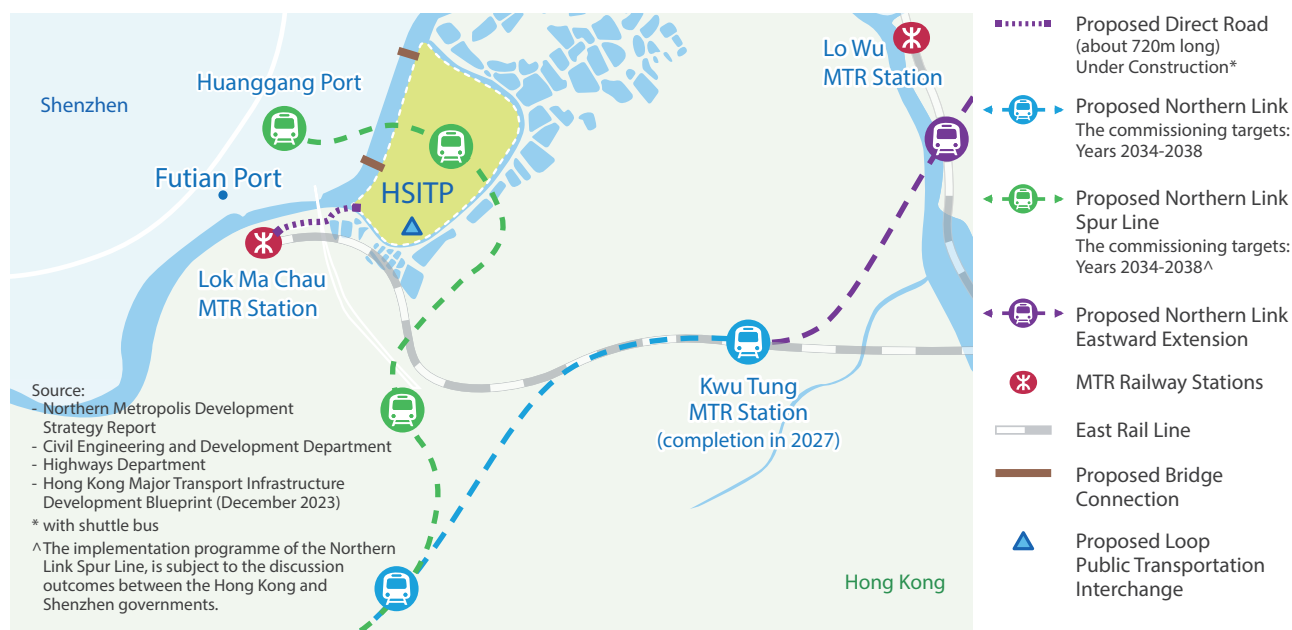 Shenzhen
Huanggang Port
Futian Port
HSITP
Lok Ma Chau
MTR Station
Lo Wu
MTR Station
Kwu Tung
MTR Station
(completion in 2027)
Hong Kong
Source:
- Northern Metropolis Development
Strategy Report
- Civil Engineering and Development Department
- Highways Department
- Hong Kong Major Transport Infrastructure
Development Blueprint (December 2023)
* with shuttle bus
^The implementation programme of the Northern
Link Spur Line, is subject to the discussion
outcomes between the Hong Kong and
Shenzhen governments.
Proposed Direct Road
(about 720m long)
Under Construction*
Proposed Northern Link
The commissioning targets:
Years 2034-2038
Proposed Northern Link
Spur Line
The commissioning targets:
Years 2034-2038^
Proposed Northern Link
Eastward Extension
MTR Railway Stations
East Rail Line
Proposed Bridge
Connection
Proposed Loop
Public Transportation
Interchange